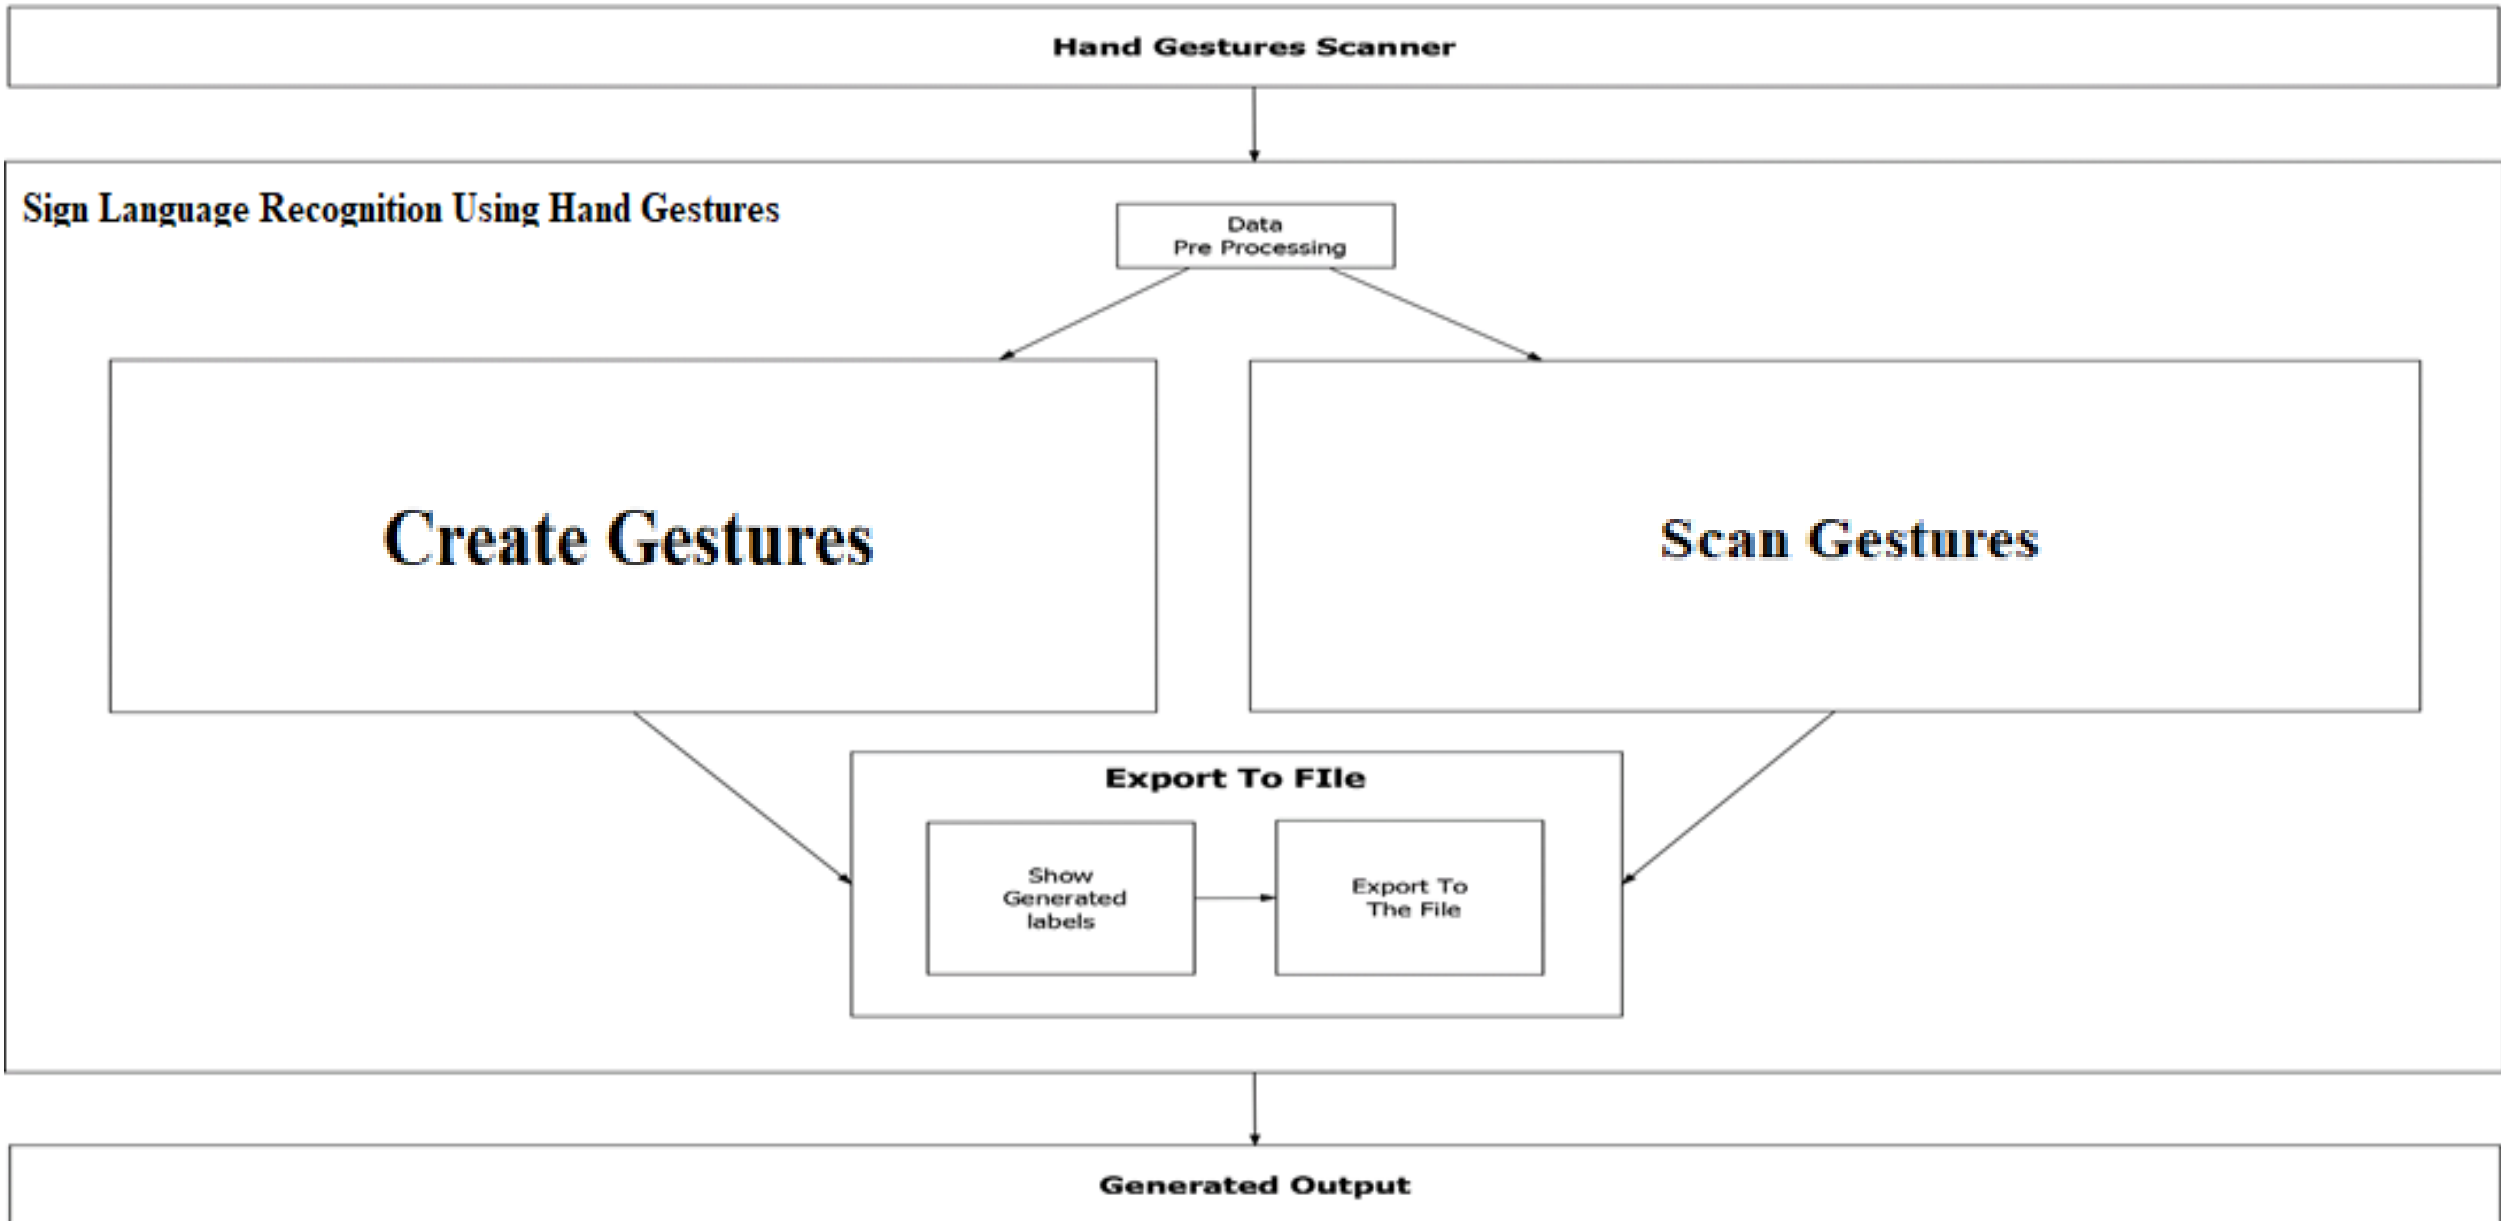 Hand Gestures Scanner
Sign Language Recognition Using Hand Gestures
Data
Pre Processing
Create Gestures
Scan Gestures
Export To FIle
Show
Generated
labels
Export To
The File
Generated Output